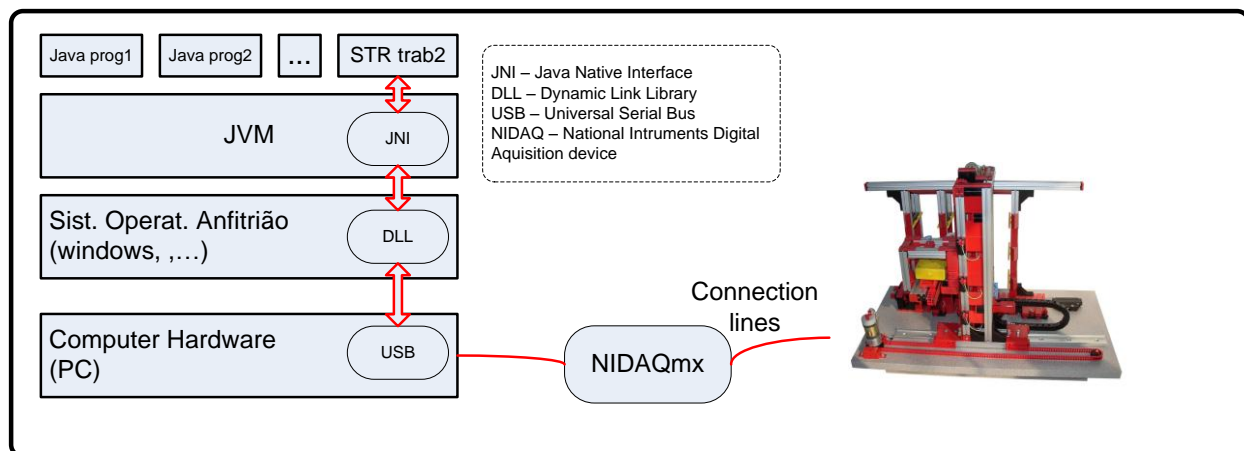 Java prog1
Java prog2
...
STR trab2
JVM
JNI
Sist. Operat. Anfitrião
(windows, ,...)
DLL
Computer Hardware
(PC)
USB
JNI – Java Native Interface
DLL – Dynamic Link Library
USB – Universal Serial Bus
NIDAQ – National Intruments Digital
Aquisition device
NIDAQmx
Connection
lines